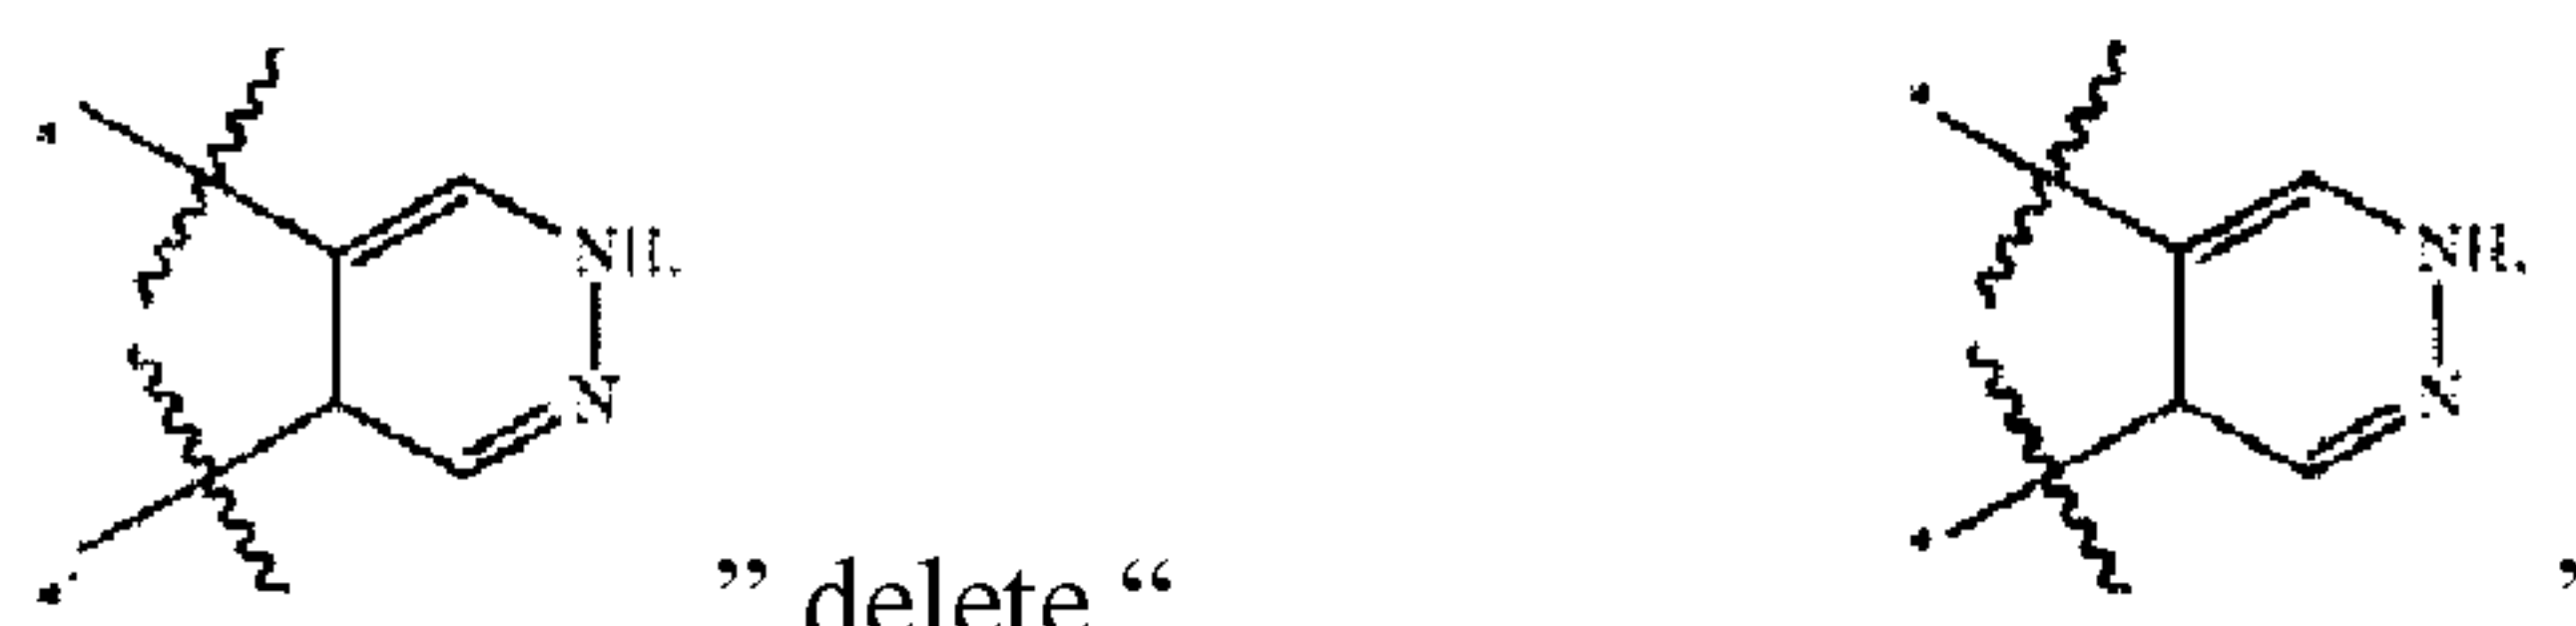 NH,
N
” delete “
NH,
N
”